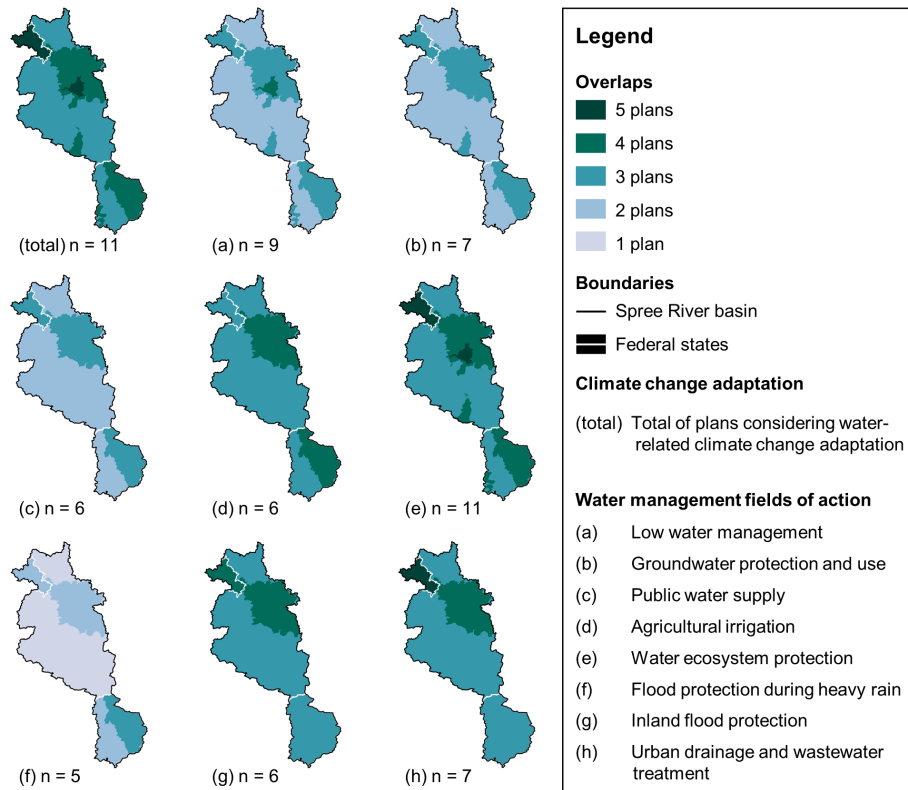 (total) n = 11
(a) n = 9
(b) n = 7
(c) n = 6
(d) n = 6
(e) n = 11
(f) n = 5
(g) n = 6
(h) n = 7
Legend
Overlaps
5 plans
4 plans
3 plans
2 plans
1 plan
Boundaries
Spree River basin
Federal states
Climate change adaptation
(total) Total of plans considering water-
related climate change adaptation
Water management fields of action
(a) Low water management
(b) Groundwater protection and use
(c) Public water supply
(d) Agricultural irrigation
(e) Water ecosystem protection
(f) Flood protection during heavy rain
(g) Inland flood protection
(h) Urban drainage and wastewater
treatment